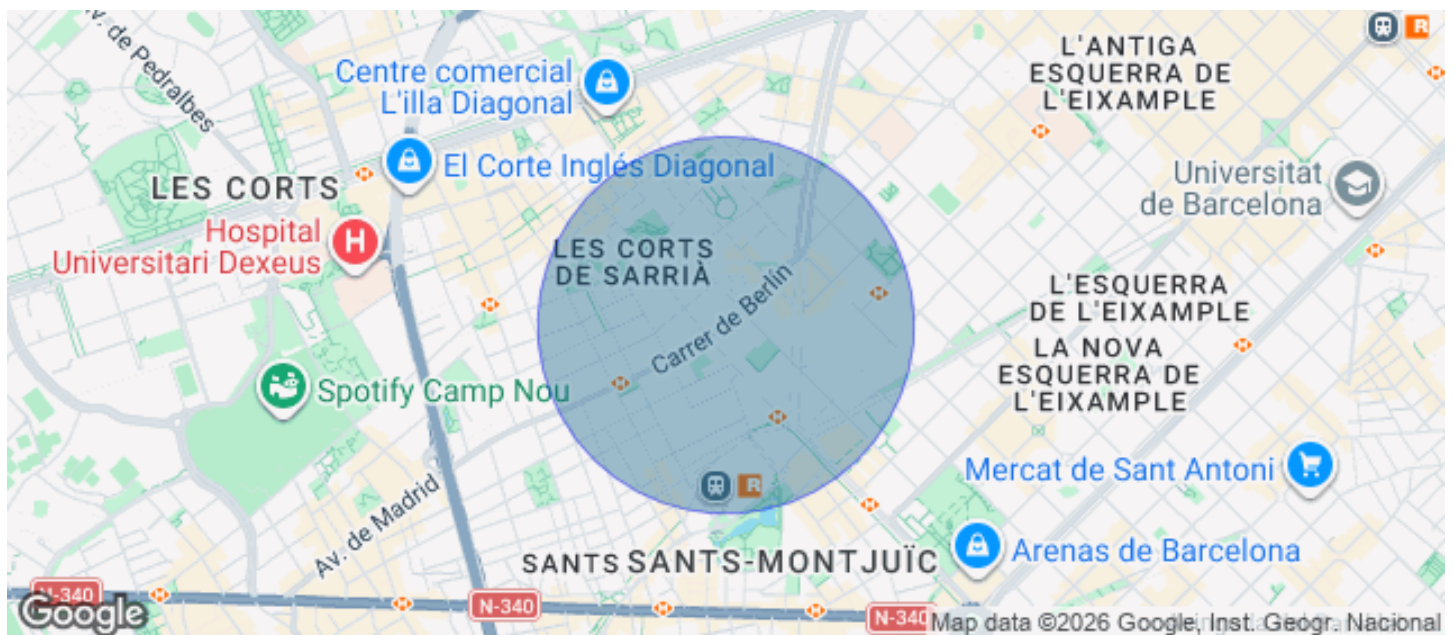 Av. de Pedralbes
Centre comercial
L'illa Diagonal
L'ANTIGA
ESQUERRA DE
L'EIXAMPLE
R
El Corte Inglés Diagonal
LES CORTS
Universitat
de Barcelona
Hospital
Universitari Dexeus
H
LES CORTS
DE SARRIÀ
Carrer de Berlín
L'ESQUERRA
DE L'EIXAMPLE
LA NOVA
ESQUERRA DE
L'EIXAMPLE
Spotify Camp Nou
Mercat de Sant Antoni
Av. de Madrid
R
SANTS
SANTS-MONTJUÏC
Arenas de Barcelona
N-340
N-340
N-340
Google
Map data ©2026 Google, Inst. Geogr. Nacional